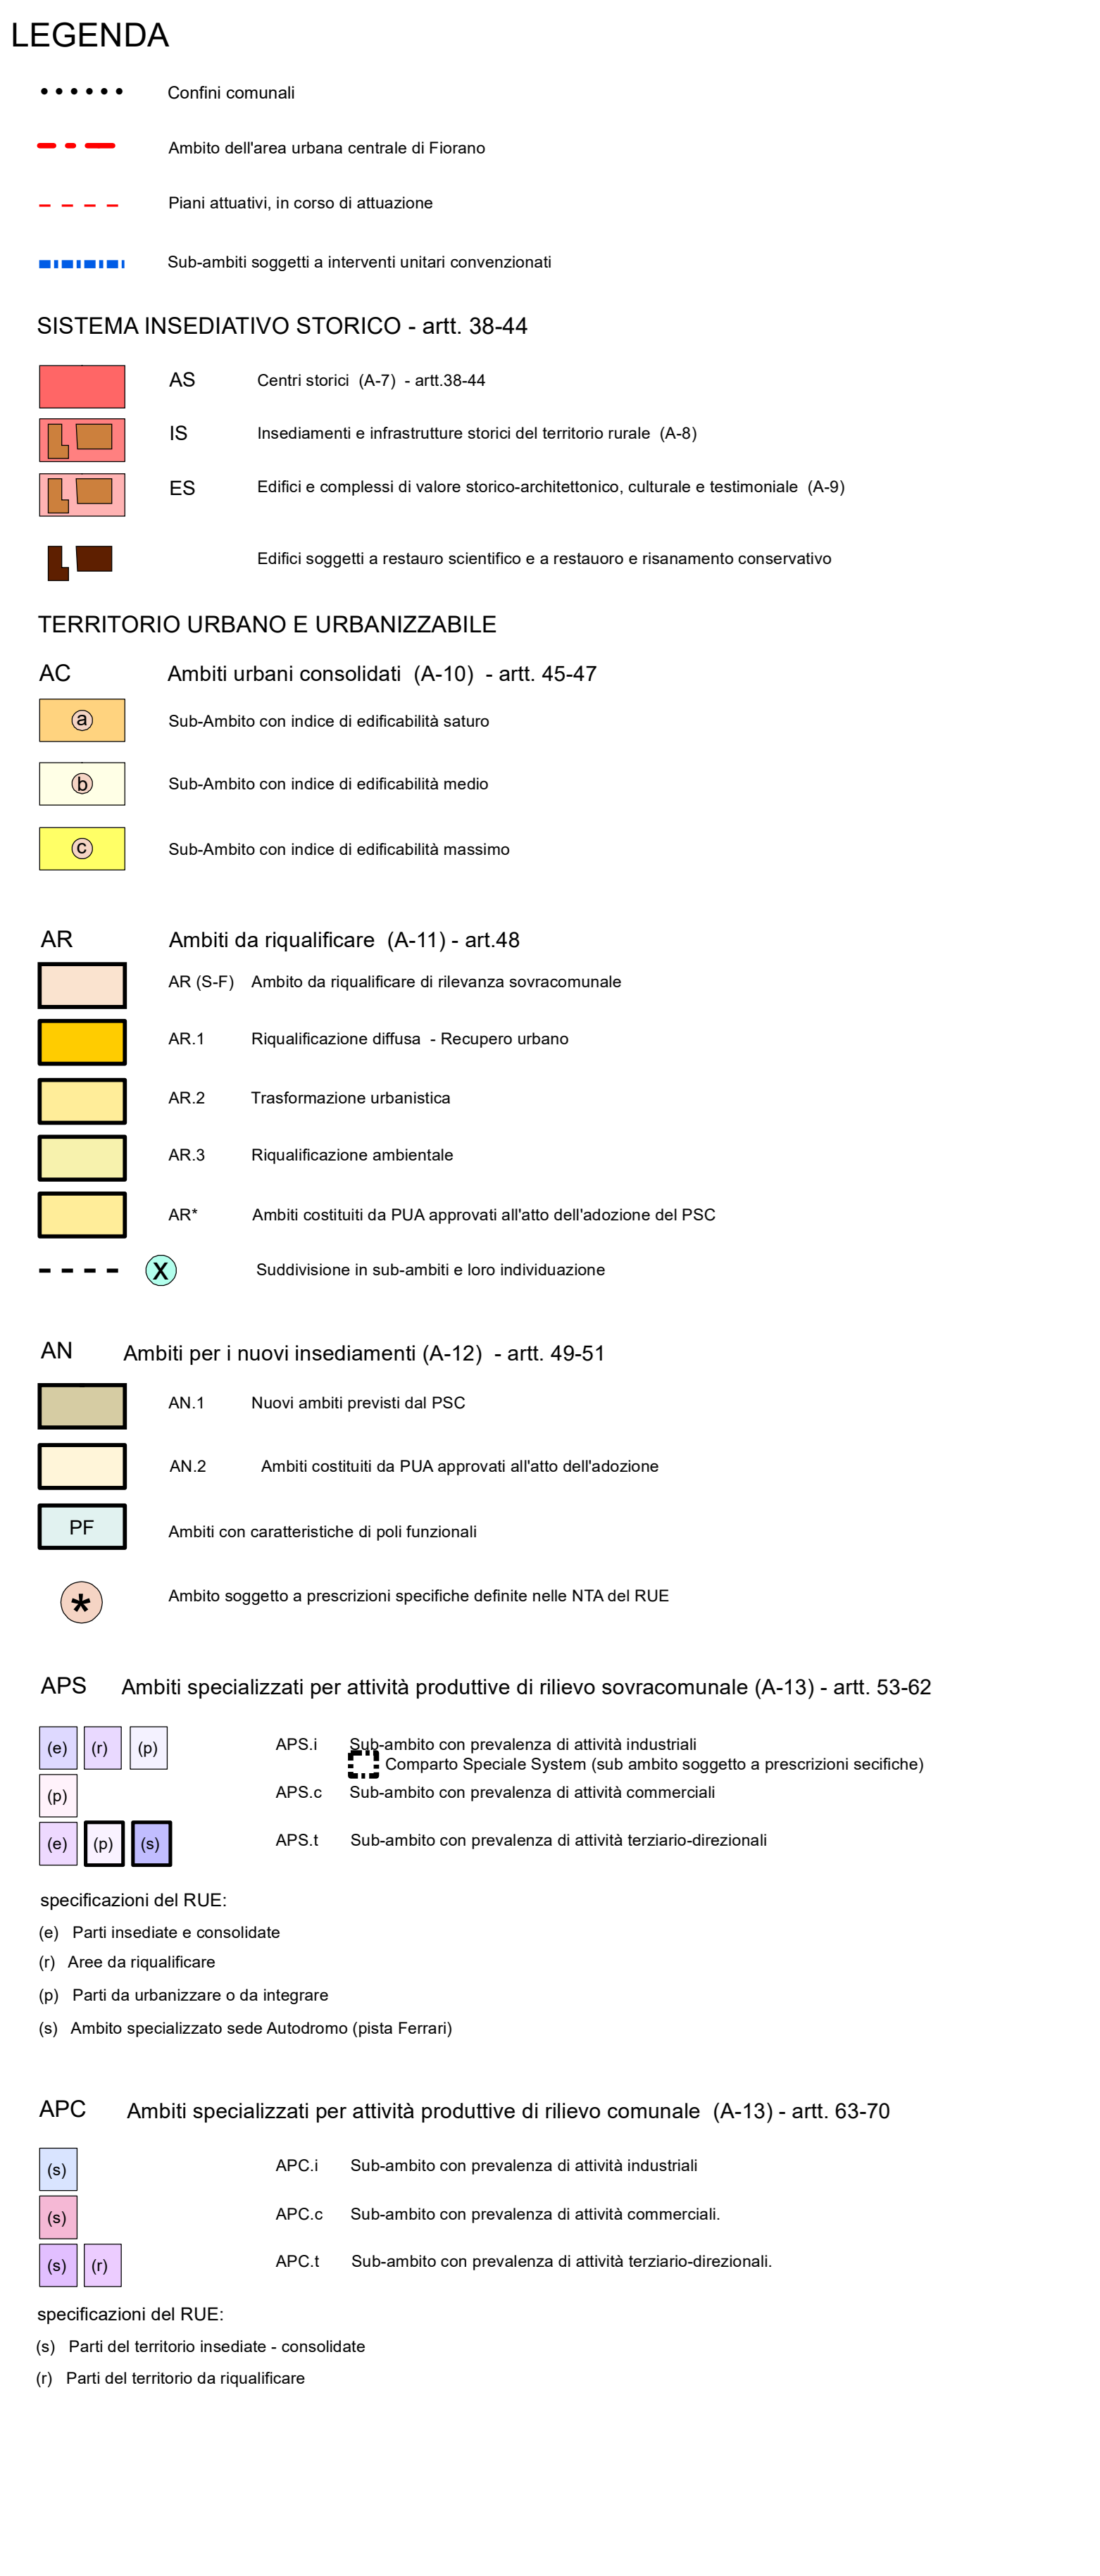 LEGENDA
Confini comunali
Ambito dell'area urbana centrale di Fiorano
Piani attuativi, in corso di attuazione
Sub-ambiti soggetti a interventi unitari convenzionati
SISTEMA INSEDIATIVO STORICO - artt. 38-44
AS Centri storici (A-7) - artt.38-44
IS Insediamenti e infrastrutture storici del territorio rurale (A-8)
ES Edifici e complessi di valore storico-architettonico, culturale e testimoniale (A-9)
Edifici soggetti a restauro scientifico e a restauoro e risanamento conservativo
TERRITORIO URBANO E URBANIZZABILE
AC Ambiti urbani consolidati (A-10) - artt. 45-47
a Sub-Ambito con indice di edificabilità saturo
b Sub-Ambito con indice di edificabilità medio
c Sub-Ambito con indice di edificabilità massimo
AR Ambiti da riqualificare (A-11) - art.48
AR (S-F) Ambito da riqualificare di rilevanza sovracomunale
AR.1 Riqualificazione diffusa - Recupero urbano
AR.2 Trasformazione urbanistica
AR.3 Riqualificazione ambientale
AR* Ambiti costituiti da PUA approvati all'atto dell'adozione del PSC
X Suddivisione in sub-ambiti e loro individuazione
AN Ambiti per i nuovi insediamenti (A-12) - artt. 49-51
AN.1 Nuovi ambiti previsti dal PSC
AN.2 Ambiti costituiti da PUA approvati all'atto dell'adozione
PF Ambiti con caratteristiche di poli funzionali
* Ambito soggetto a prescrizioni specifiche definite nelle NTA del RUE
APS Ambiti specializzati per attività produttive di rilievo sovracomunale (A-13) - artt. 53-62
(e) (r) (p) APS.i Sub-ambito con prevalenza di attività industriali
Comparto Speciale System (sub ambito soggetto a prescrizioni secifiche)
(p) APS.c Sub-ambito con prevalenza di attività commerciali
(e) (p) (s) APS.t Sub-ambito con prevalenza di attività terziario-direzionali
specificazioni del RUE:
(e) Parti insediate e consolidate
(r) Aree da riqualificare
(p) Parti da urbanizzare o da integrare
(s) Ambito specializzato sede Autodromo (pista Ferrari)
APC Ambiti specializzati per attività produttive di rilievo comunale (A-13) - artt. 63-70
(s) APC.i Sub-ambito con prevalenza di attività industriali
(s) APC.c Sub-ambito con prevalenza di attività commerciali.
(s) (r) APC.t Sub-ambito con prevalenza di attività terziario-direzionali.
specificazioni del RUE:
(s) Parti del territorio insediate - consolidate
(r) Parti del territorio da riqualificare